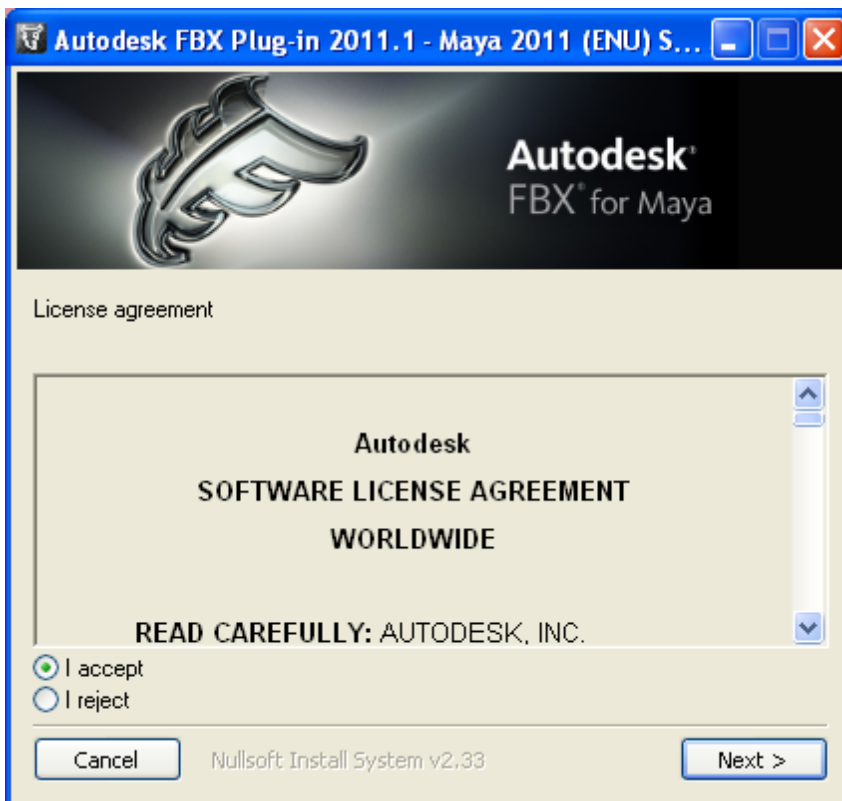 Autodesk FBX Plug-in 2011.1 - Maya 2011 (ENU) S...
Autodesk®
FBX® for Maya
License agreement
Autodesk
SOFTWARE LICENSE AGREEMENT
WORLDWIDE
READ CAREFULLY: AUTODESK, INC.
I accept
I reject
Cancel
Nullsoft Install System v2.33
Next >